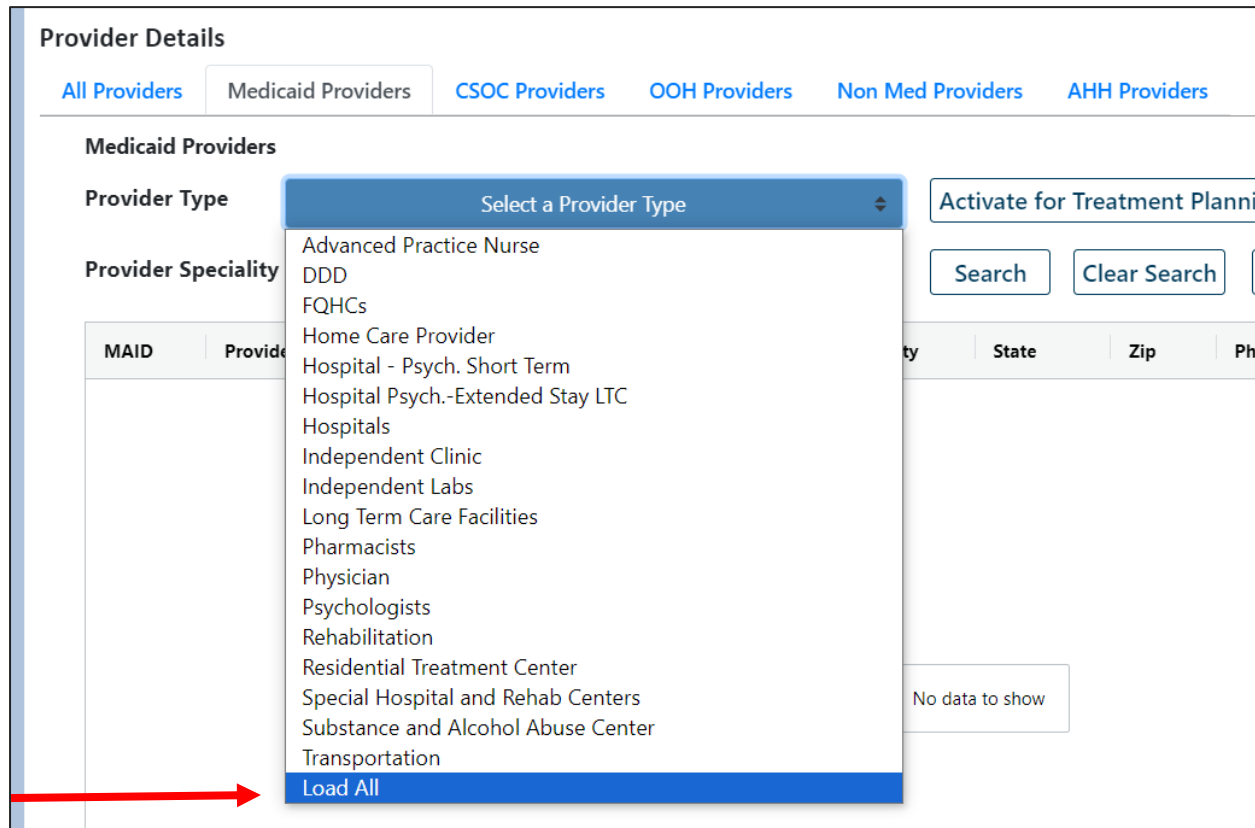 Provider Details
All Providers Medicaid Providers CSOC Providers OOH Providers Non Med Providers AHH Providers
Medicaid Providers
Provider Type Select a Provider Type Activate for Treatment
Provider Speciality Search Clear Search
MAID State Zip
Advanced Practice Nurse
DDD
FQHCs
Home Care Provider
Hospital - Psych. Short Term
Hospital Psych.-Extended Stay LTC
Hospitals
Independent Clinic
Independent Labs
Long Term Care Facilities
Pharmacists
Physician
Psychologists
Rehabilitation
Residential Treatment Center
Special Hospital and Rehab Centers
Substance and Alcohol Abuse Center
Transportation
Load All
No data to show